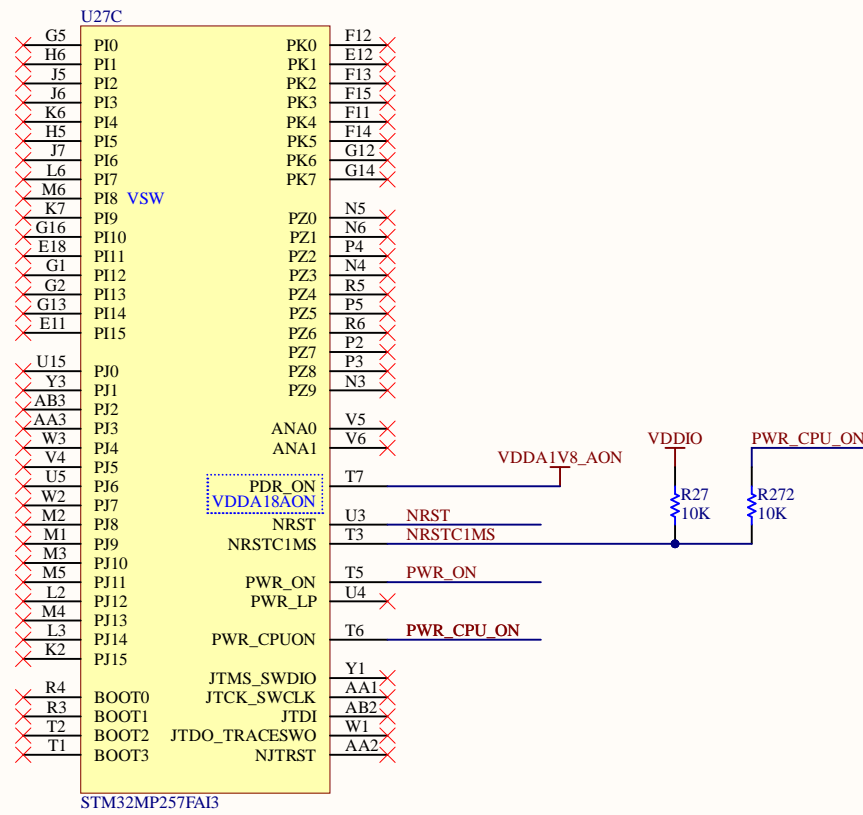 U27C
G5 PI0 PK0 F12
H6 PI1 PK1 E12
J5 PI2 PK2 F13
J6 PI3 PK3 F15
K6 PI4 PK4 F11
H5 PI5 PK5 F14
J7 PI6 PK6 G12
L6 PI7 PK7 G14
M6 PI8 VSW
K7 PI9 PZ0 N5
G16 PI10 PZ1 N6
E18 PI11 PZ2 P4
G1 PI12 PZ3 N4
G2 PI13 PZ4 R5
G13 PI14 PZ5 P5
E11 PI15 PZ6 R6
PZ7 P2
U15 PJ0 PZ8 P3
Y3 PJ1 PZ9 N3
AB3 PJ2
AA3 PJ3 ANA0 V5
W3 PJ4 ANA1 V6 VDDIO PWR_CPU_ON
V4 PJ5 VDDA1V8_AON
U5 PJ6 PDR_ON T7
W2 PJ7 VDDA18AON R27 R272
M2 PJ8 NRST U3 NRST 10K 10K
M1 PJ9 NRSTC1MS T3 NRSTC1MS
M3 PJ10
M5 PJ11 PWR_ON T5 PWR_ON
L2 PJ12 PWR_LP U4
M4 PJ13
L3 PJ14 PWR_CPUON T6 PWR_CPU_ON
K2 PJ15
JTMS_SWDIO Y1
R4 BOOT0 JTCK_SWCLK AA1
R3 BOOT1 JTDI AB2
T2 BOOT2 JTDO_TRACESWO W1
T1 BOOT3 NJTRST AA2
STM32MP257FAI3